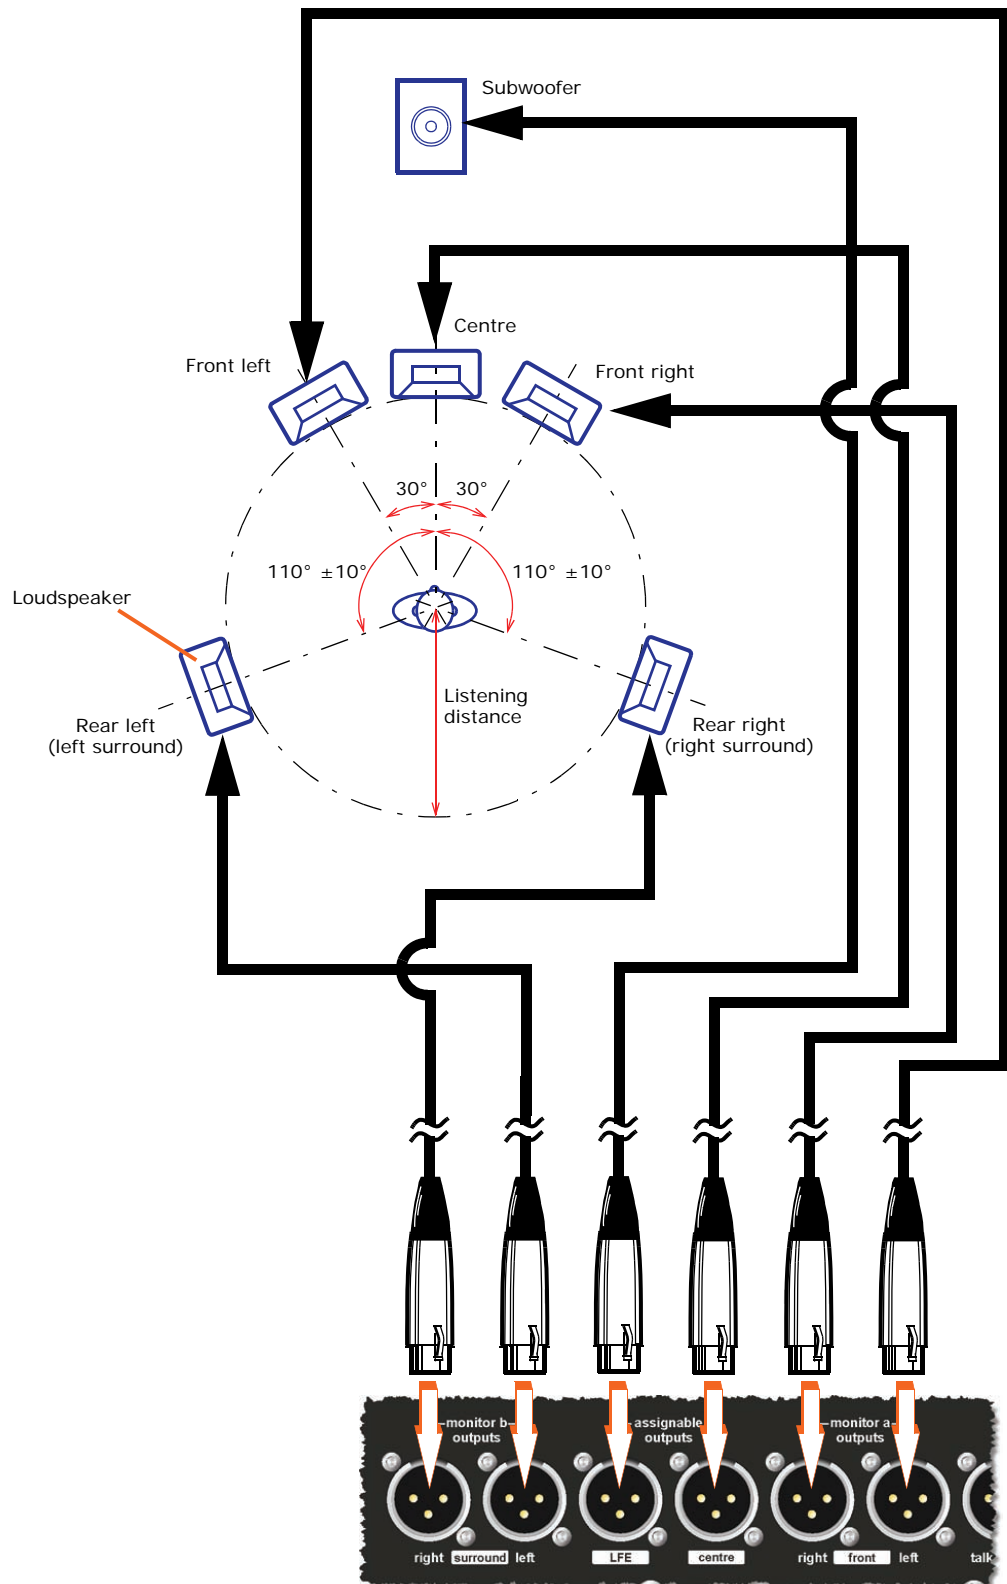 Subwoofer
Centre
Front left
Front right
30°
30°
110° ±10°
110° ±10°
Loudspeaker
Listening
distance
Rear left
(left surround)
Rear right
(right surround)
monitor b
outputs
assignable
outputs
monitor a
outputs
right surround left
LFE
centre
right front left
talk